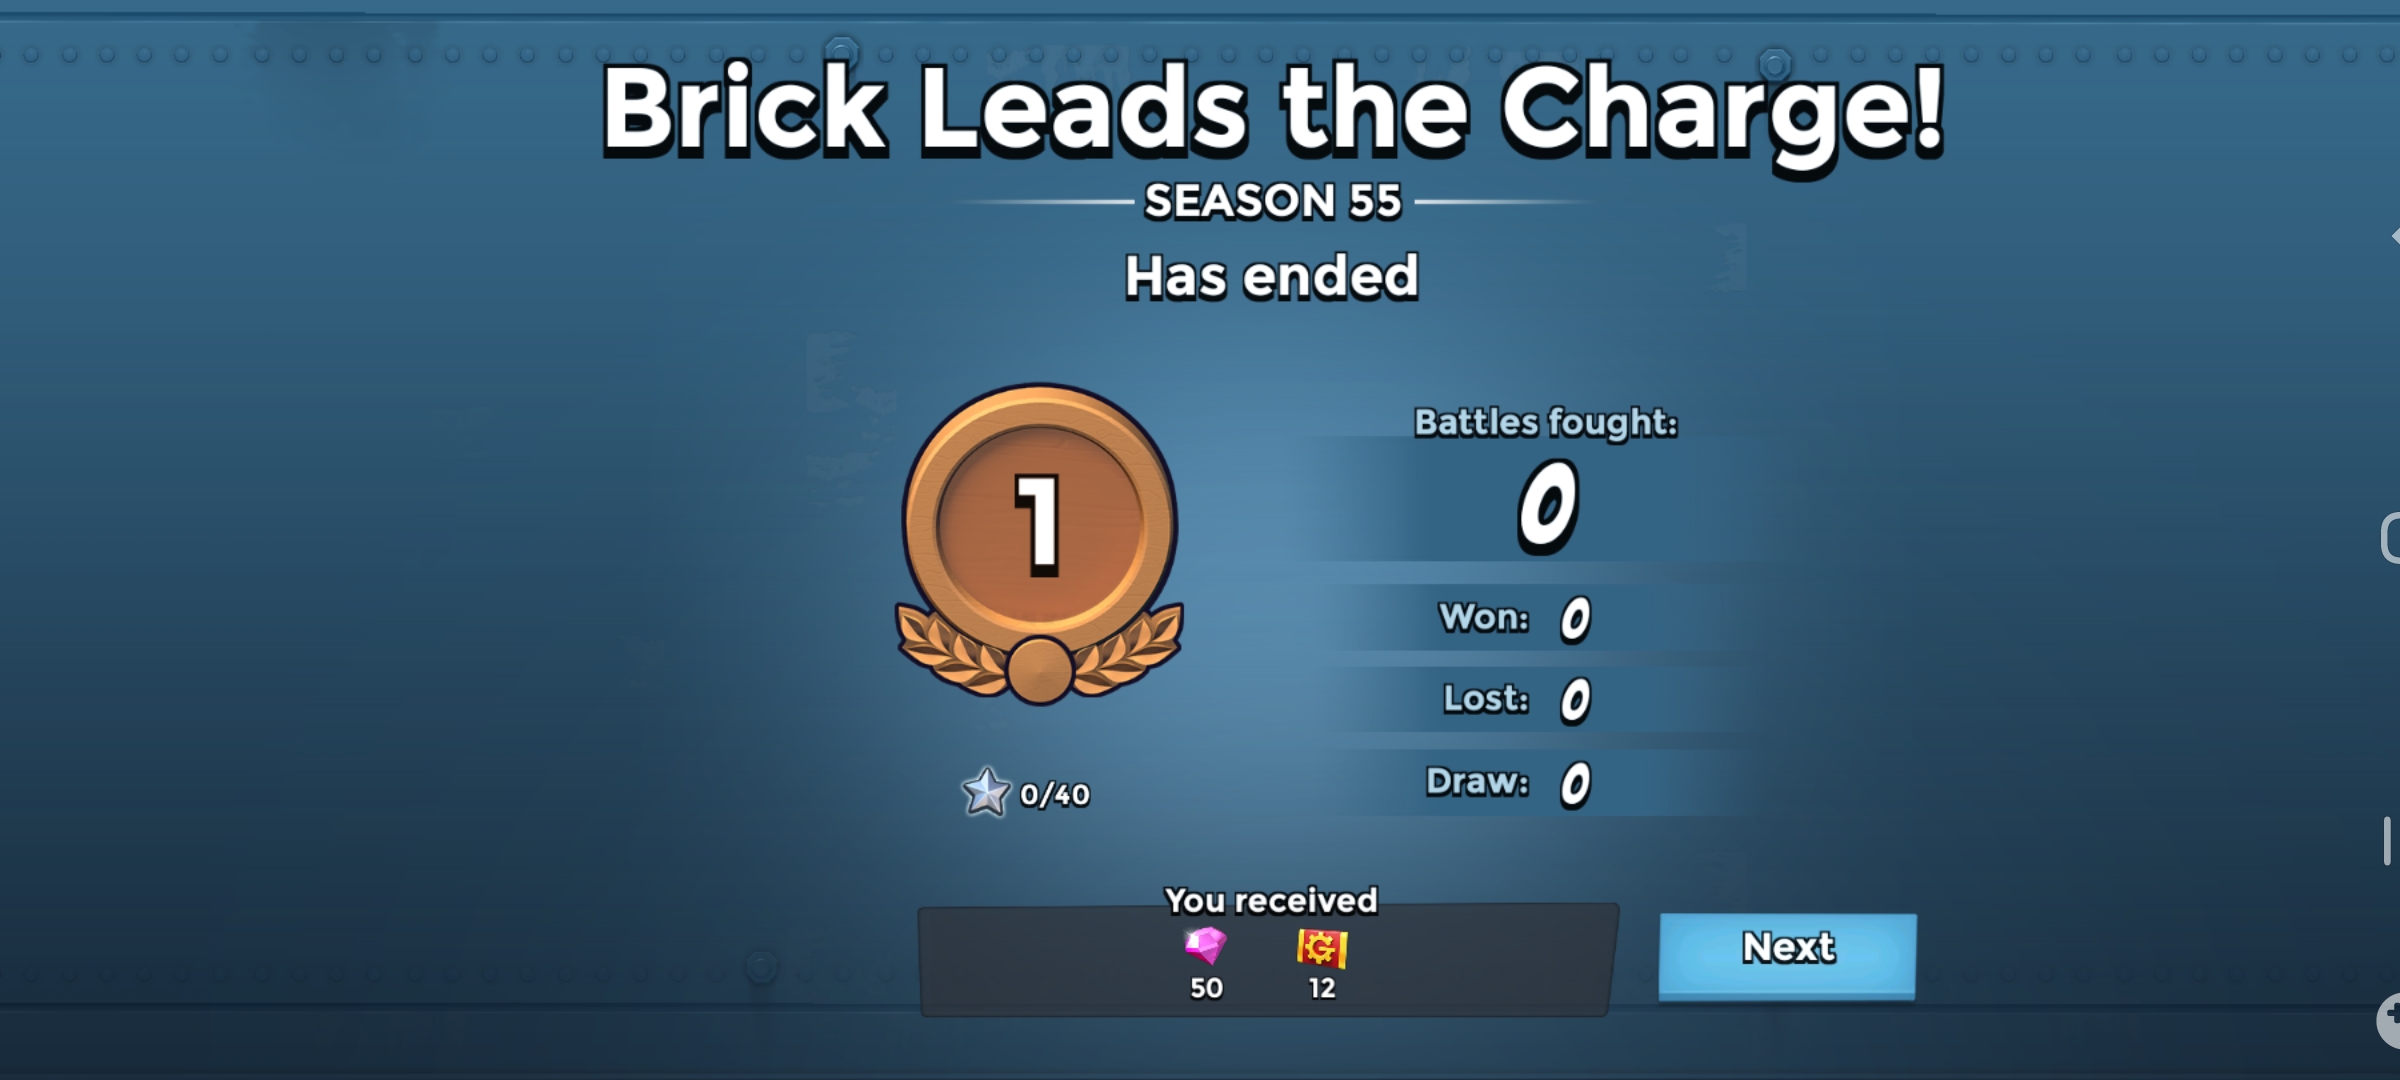 Brick Leads the Charge!
SEASON 55
Has ended
1
0/40
Battles fought:
0
Won: 0
Lost: 0
Draw: 0
You received
G
50 12
Next